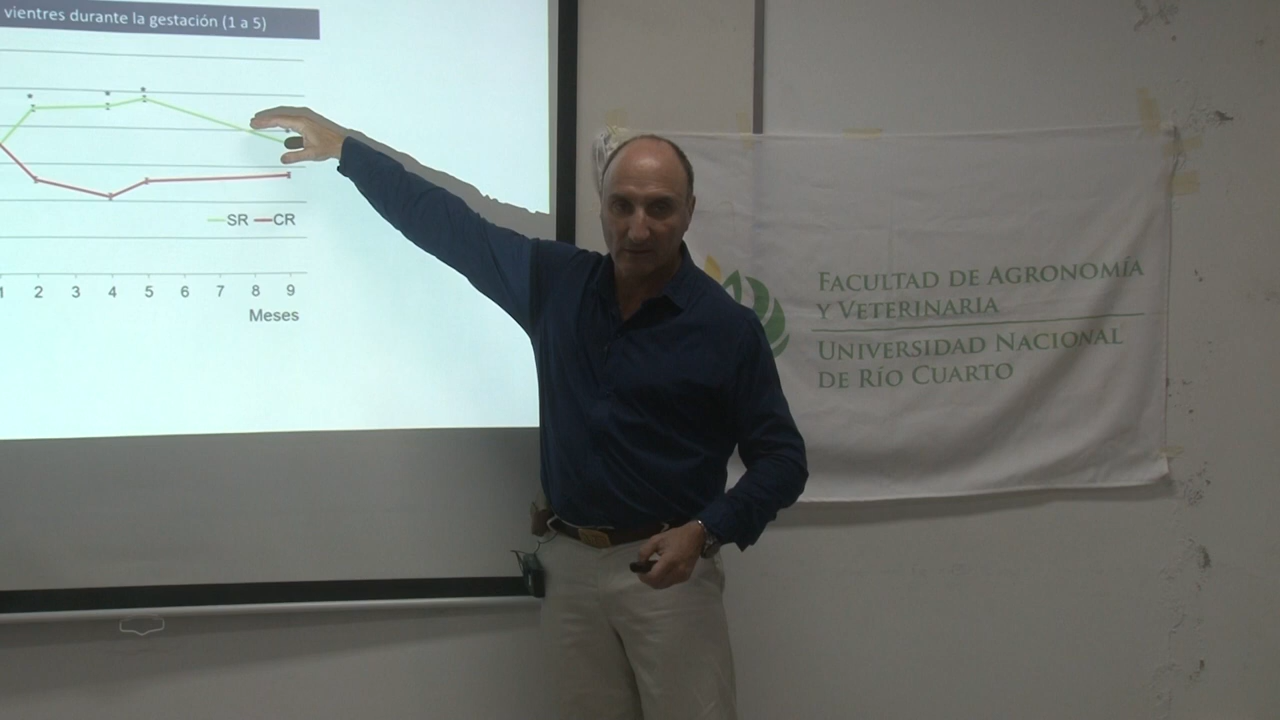 vientres durante la gestación (1 a 5)
* * *
SR CR
1 2 3 4 5 6 7 8 9
Meses
FACULTAD DE AGRONOMÍA
Y VETERINARIA
UNIVERSIDAD NACIONAL
DE RÍO CUARTO